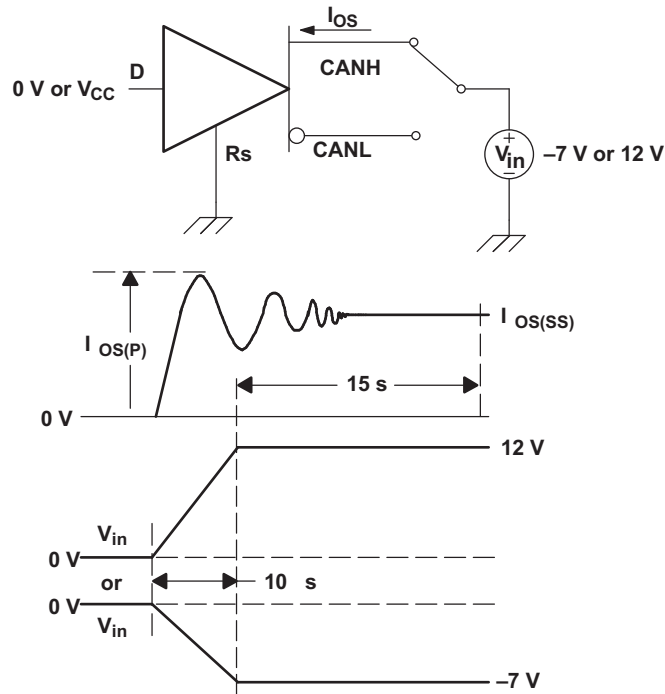 I_OS
D
CANH
0 V or V_CC
Rs
CANL
+
V_in
–
–7 V or 12 V
I_OS(P)
I_OS(SS)
15 s
0 V
12 V
V_in
0 V
or
10 s
0 V
V_in
–7 V